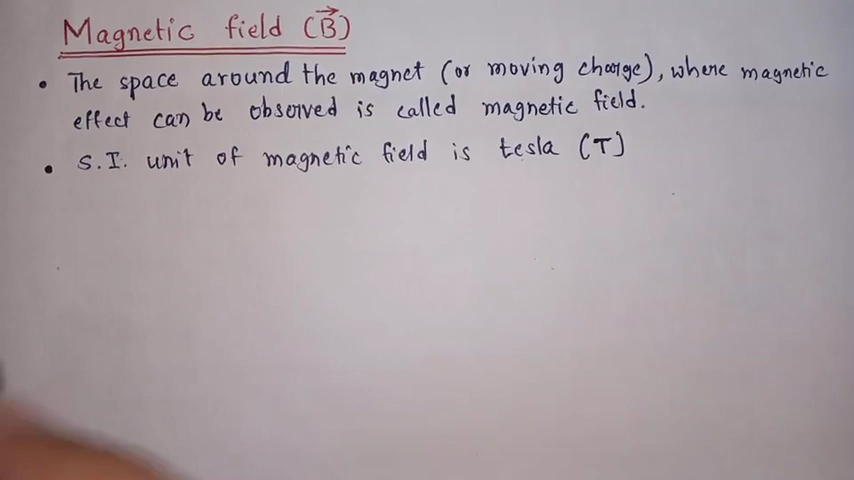 Magnetic field (B⃗)
• The space around the magnet (or moving charge), where magnetic
effect can be observed is called magnetic field.
• S.I. unit of magnetic field is tesla (T)